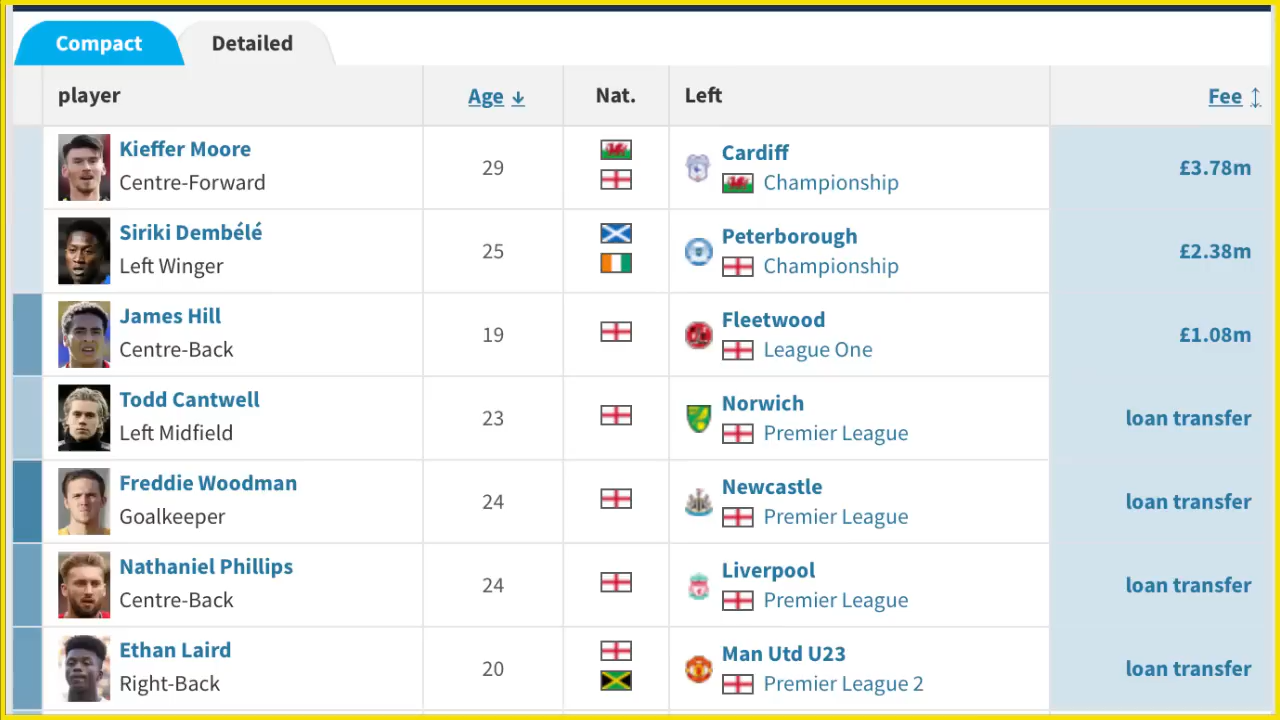 Compact Detailed
player Age ↓ Nat. Left Fee ↕
Kieffer Moore
Centre-Forward
29
Cardiff
Championship
£3.78m
Siriki Dembélé
Left Winger
25
Peterborough
Championship
£2.38m
James Hill
Centre-Back
19
Fleetwood
League One
£1.08m
Todd Cantwell
Left Midfield
23
Norwich
Premier League
loan transfer
Freddie Woodman
Goalkeeper
24
Newcastle
Premier League
loan transfer
Nathaniel Phillips
Centre-Back
24
Liverpool
Premier League
loan transfer
Ethan Laird
Right-Back
20
Man Utd U23
Premier League 2
loan transfer